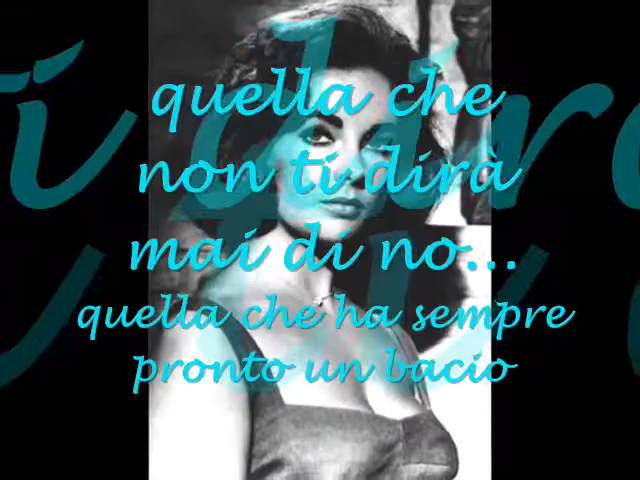 quella che
non ti dirà
mai di no...
quella che ha sempre
pronto un bacio